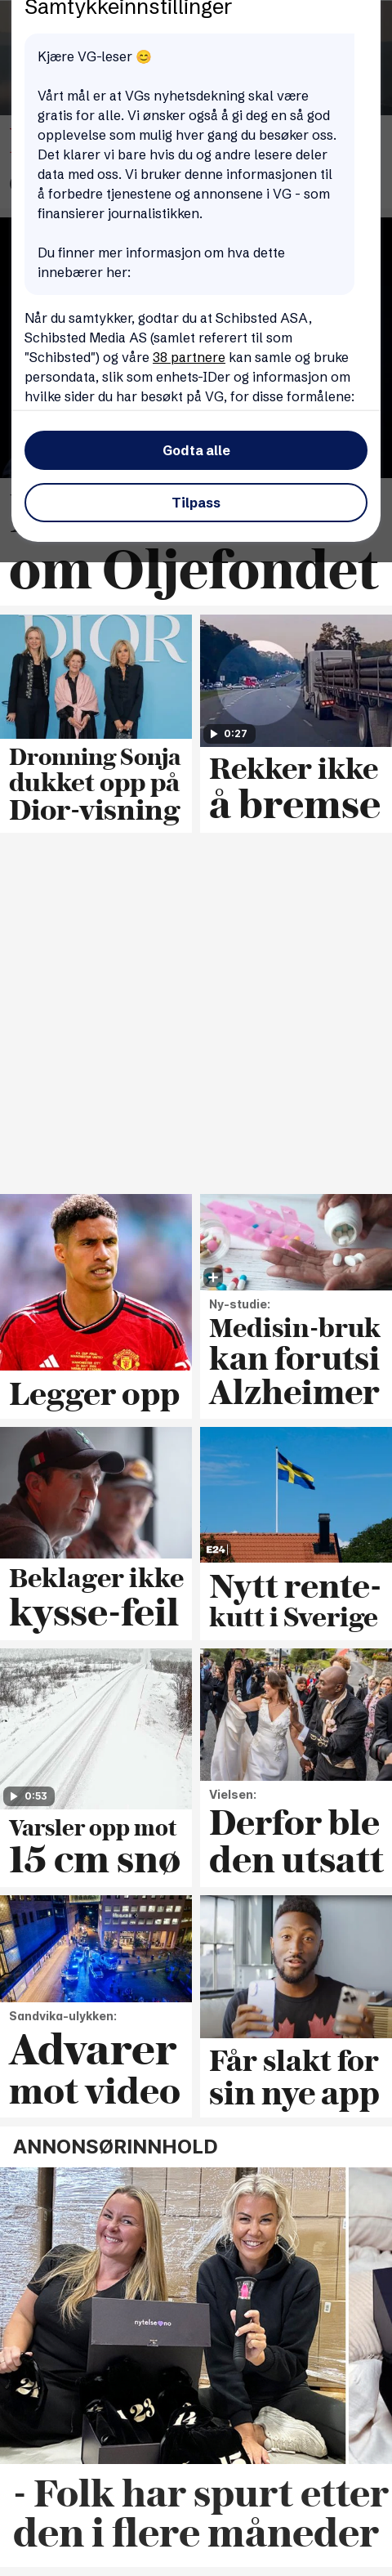 Samtykkeinnstillinger
Kjære VG-leser 😊
Vårt mål er at VGs nyhetsdekning skal være
gratis for alle. Vi ønsker også å gi deg en så god
opplevelse som mulig hver gang du besøker oss.
Det klarer vi bare hvis du og andre lesere deler
data med oss. Vi bruker denne informasjonen til
å forbedre tjenestene og annonsene i VG - som
finansierer journalistikken.
Du finner mer informasjon om hva dette
innebærer her:
Når du samtykker, godtar du at Schibsted ASA,
Schibsted Media AS (samlet referert til som
"Schibsted") og våre 38 partnere kan samle og bruke
persondata, slik som enhets-IDer og informasjon om
hvilke sider du har besøkt på VG, for disse formålene:
Godta alle
Tilpass
om Oljefondet
DIOR
Dronning Sonja
dukket opp på
Dior-visning
0:27
Rekker ikke
å bremse
Legger opp
Ny-studie:
Medisin-bruk
kan forutsi
Alzheimer
Beklager ikke
kysse-feil
E24
Nytt rente-
kutt i Sverige
0:53
Varsler opp mot
15 cm snø
Vielsen:
Derfor ble
den utsatt
Sandvika-ulykken:
Advarer
mot video
Får slakt for
sin nye app
ANNONSØRINNHOLD
nytelse.no
23
- Folk har spurt etter
den i flere måneder